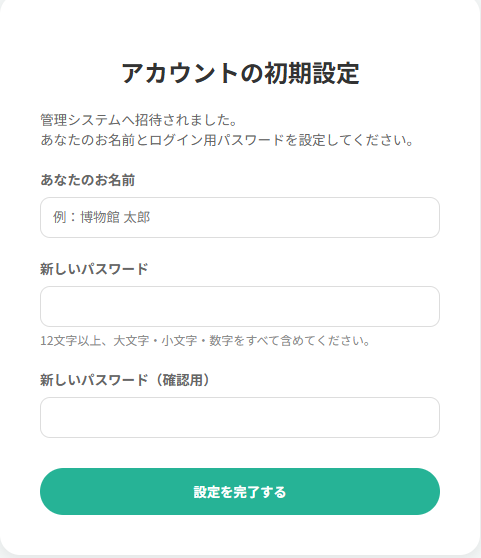 アカウントの初期設定
管理システムへ招待されました。
あなたのお名前とログイン用パスワードを設定してください。
あなたのお名前
例：博物館 太郎
新しいパスワード
12文字以上、大文字・小文字・数字をすべて含めてください。
新しいパスワード（確認用）
設定を完了する